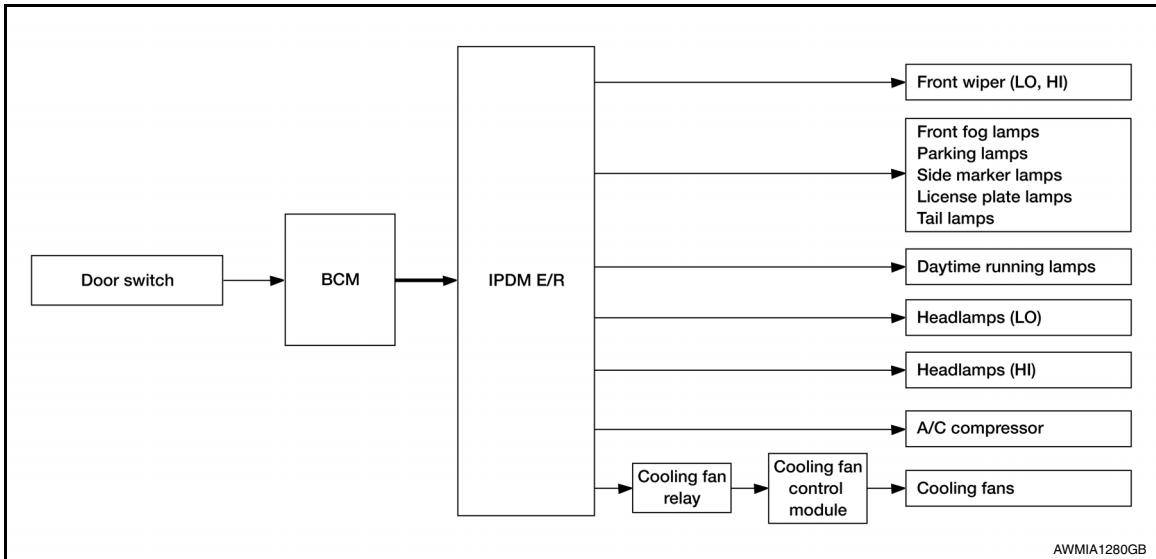 Door switch
BCM
IPDM E/R
Front wiper (LO, HI)
Front fog lamps
Parking lamps
Side marker lamps
License plate lamps
Tail lamps
Daytime running lamps
Headlamps (LO)
Headlamps (HI)
A/C compressor
Cooling fan
relay
Cooling fan
control
module
Cooling fans
AWMIA1280GB